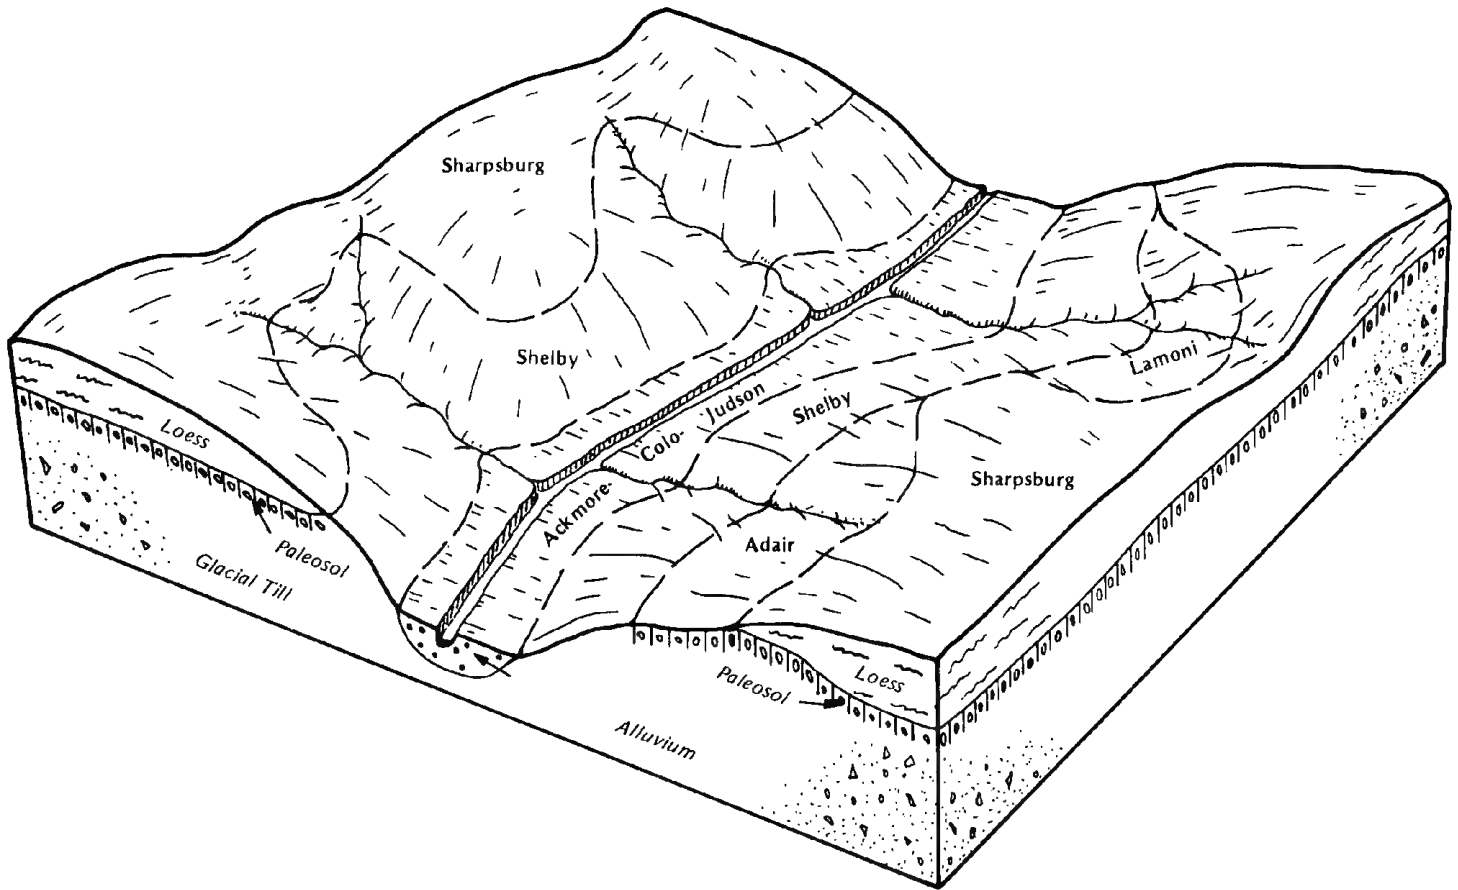 Sharpsburg
Shelby
Lamoni
Shelby
Judson
Colo-
Ackmore-
Sharpsburg
Adair
Loess
Paleosol
Glacial Till
Loess
Paleosol
Alluvium